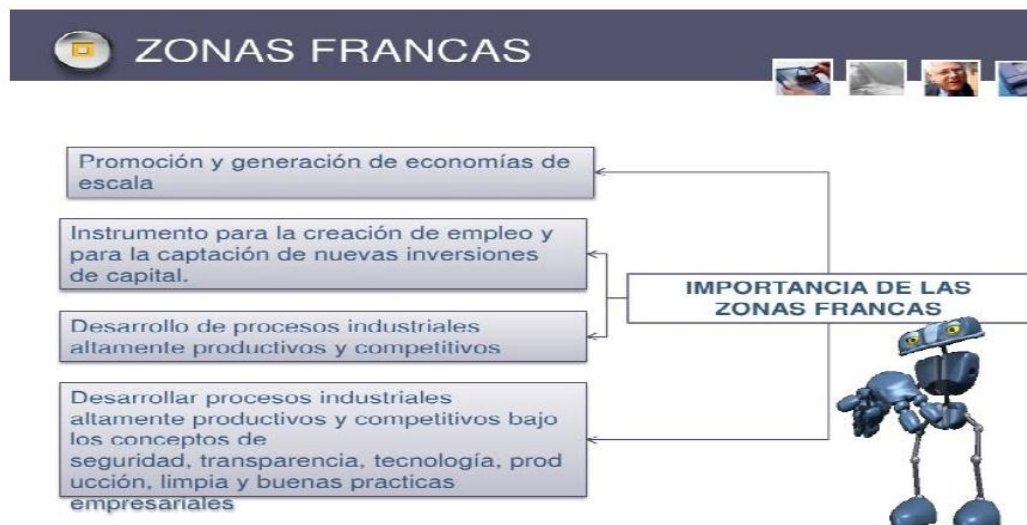 ZONAS FRANCAS
Promoción y generación de economías de
escala
Instrumento para la creación de empleo y
para la captación de nuevas inversiones
de capital.
Desarrollo de procesos industriales
altamente productivos y competitivos
Desarrollar procesos industriales
altamente productivos y competitivos bajo
los conceptos de
seguridad, transparencia, tecnología, prod
ucción, limpia y buenas practicas
empresariales
IMPORTANCIA DE LAS
ZONAS FRANCAS